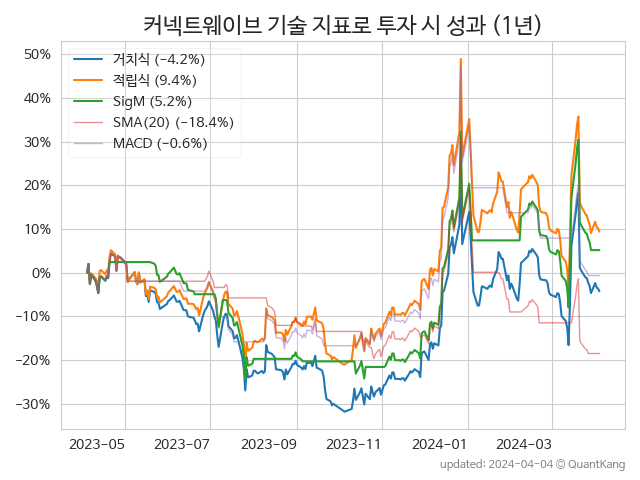 커넥트웨이브 기술 지표로 투자 시 성과 (1년)
50%
40%
30%
20%
10%
0%
−10%
−20%
−30%
거치식 (−4.2%)
적립식 (9.4%)
SigM (5.2%)
SMA(20) (−18.4%)
MACD (−0.6%)
2023-05 2023-07 2023-09 2023-11 2024-01 2024-03
updated: 2024-04-04 © QuantKang